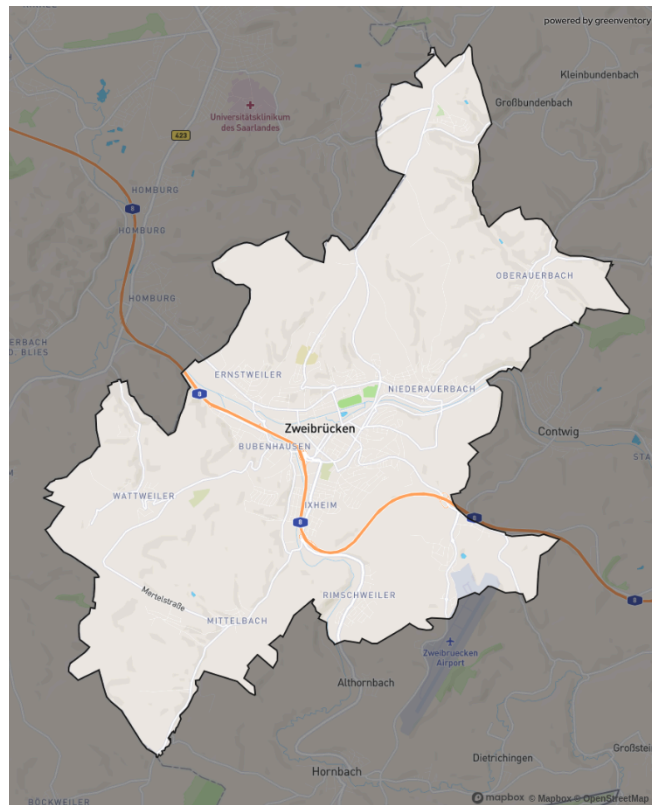 powered by greenventory
Kleinbundenbach
Großbundenbach
Universitätsklinikum
des Saarlandes
423
HOMBURG
8
HOMBURG
OBERAUERBACH
HOMBURG
ERBACH
D. BLIES
ERNSTWEILER
NIEDERAUERBACH
8
Zweibrücken
Contwig
BUBENHAUSEN
STA
WATTWEILER
IXHEIM
8
8
Mertelstraße
RIMSCHWEILER
8
MITTELBACH
Zweibruecken
Airport
Althornbach
Großstei
Dietrichingen
Hornbach
mapbox © Mapbox © OpenStreetMap
BÖCKWEILER